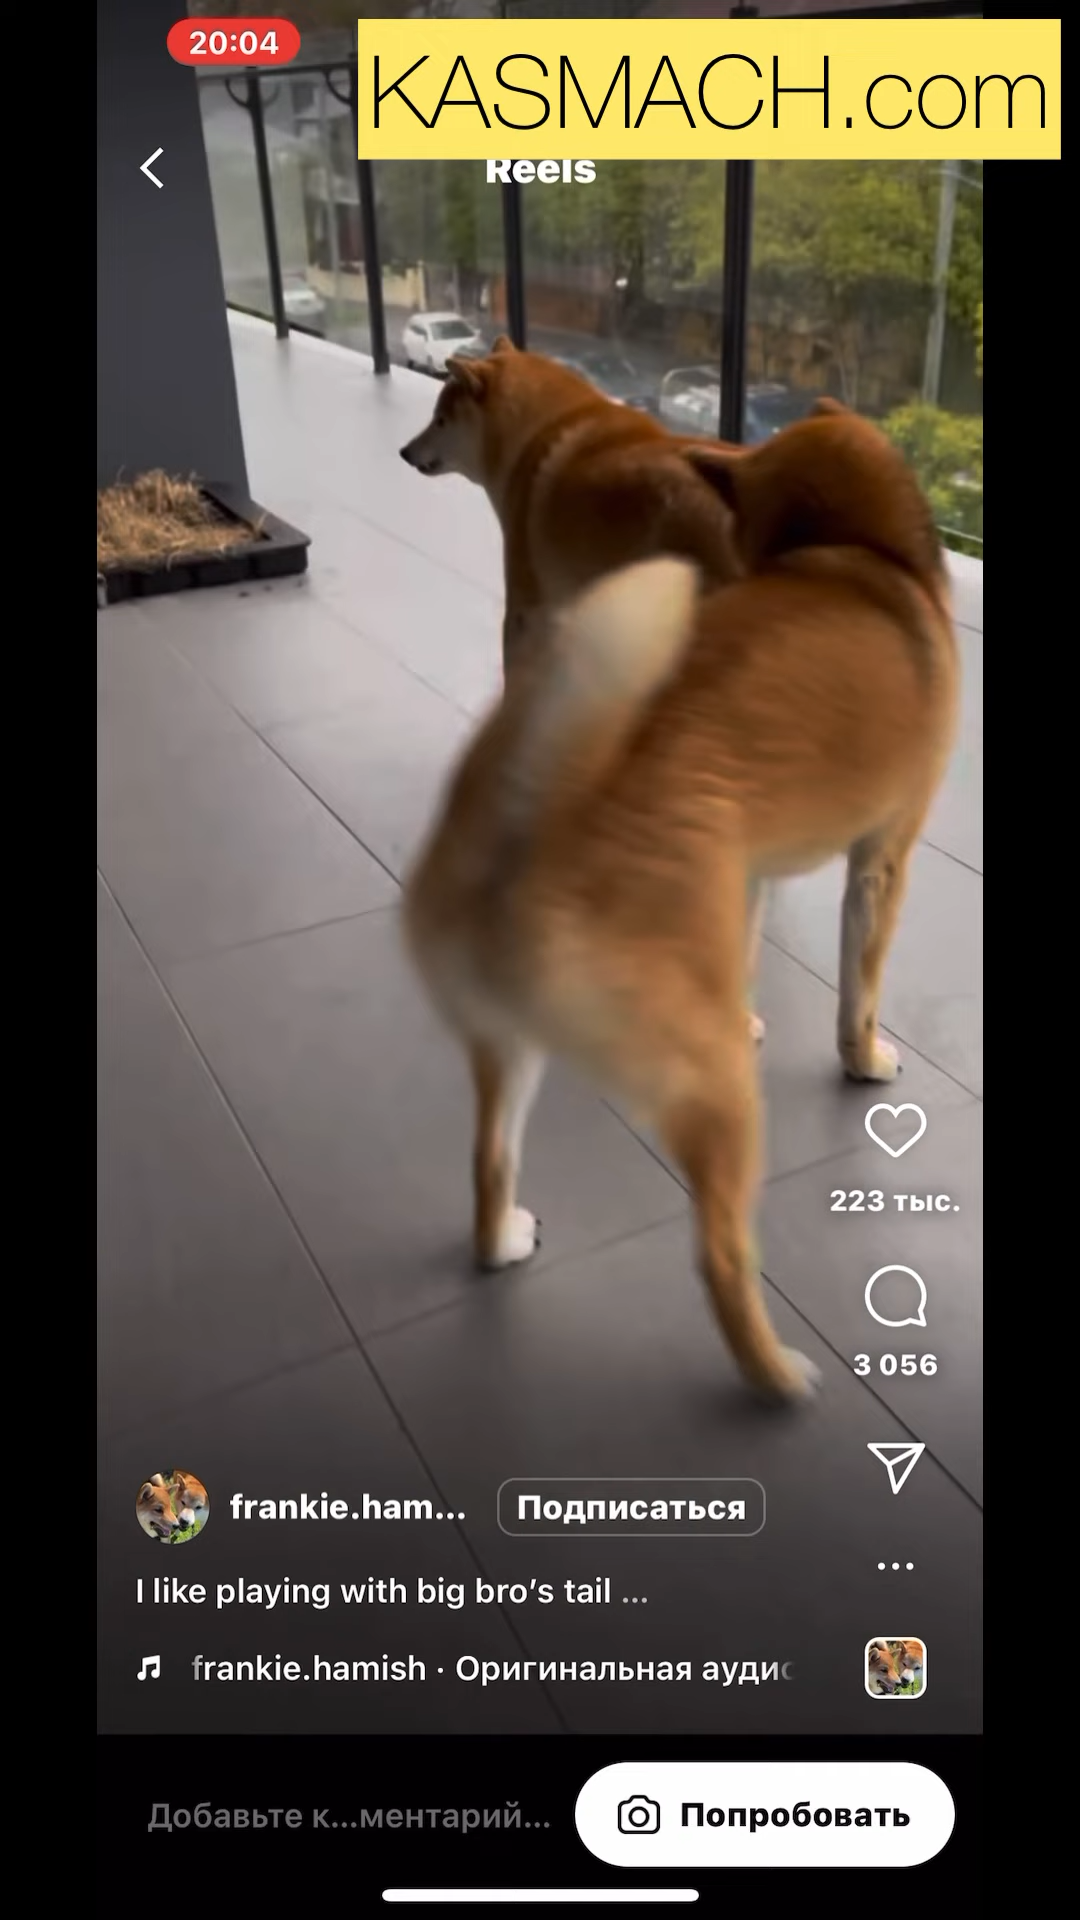 20:04
KASMACH.com
Reels
223 тыс.
3 056
frankie.ham...
Подписаться
I like playing with big bro’s tail ...
frankie.hamish · Оригинальная аудио
Добавьте к...ментарий...
Попробовать